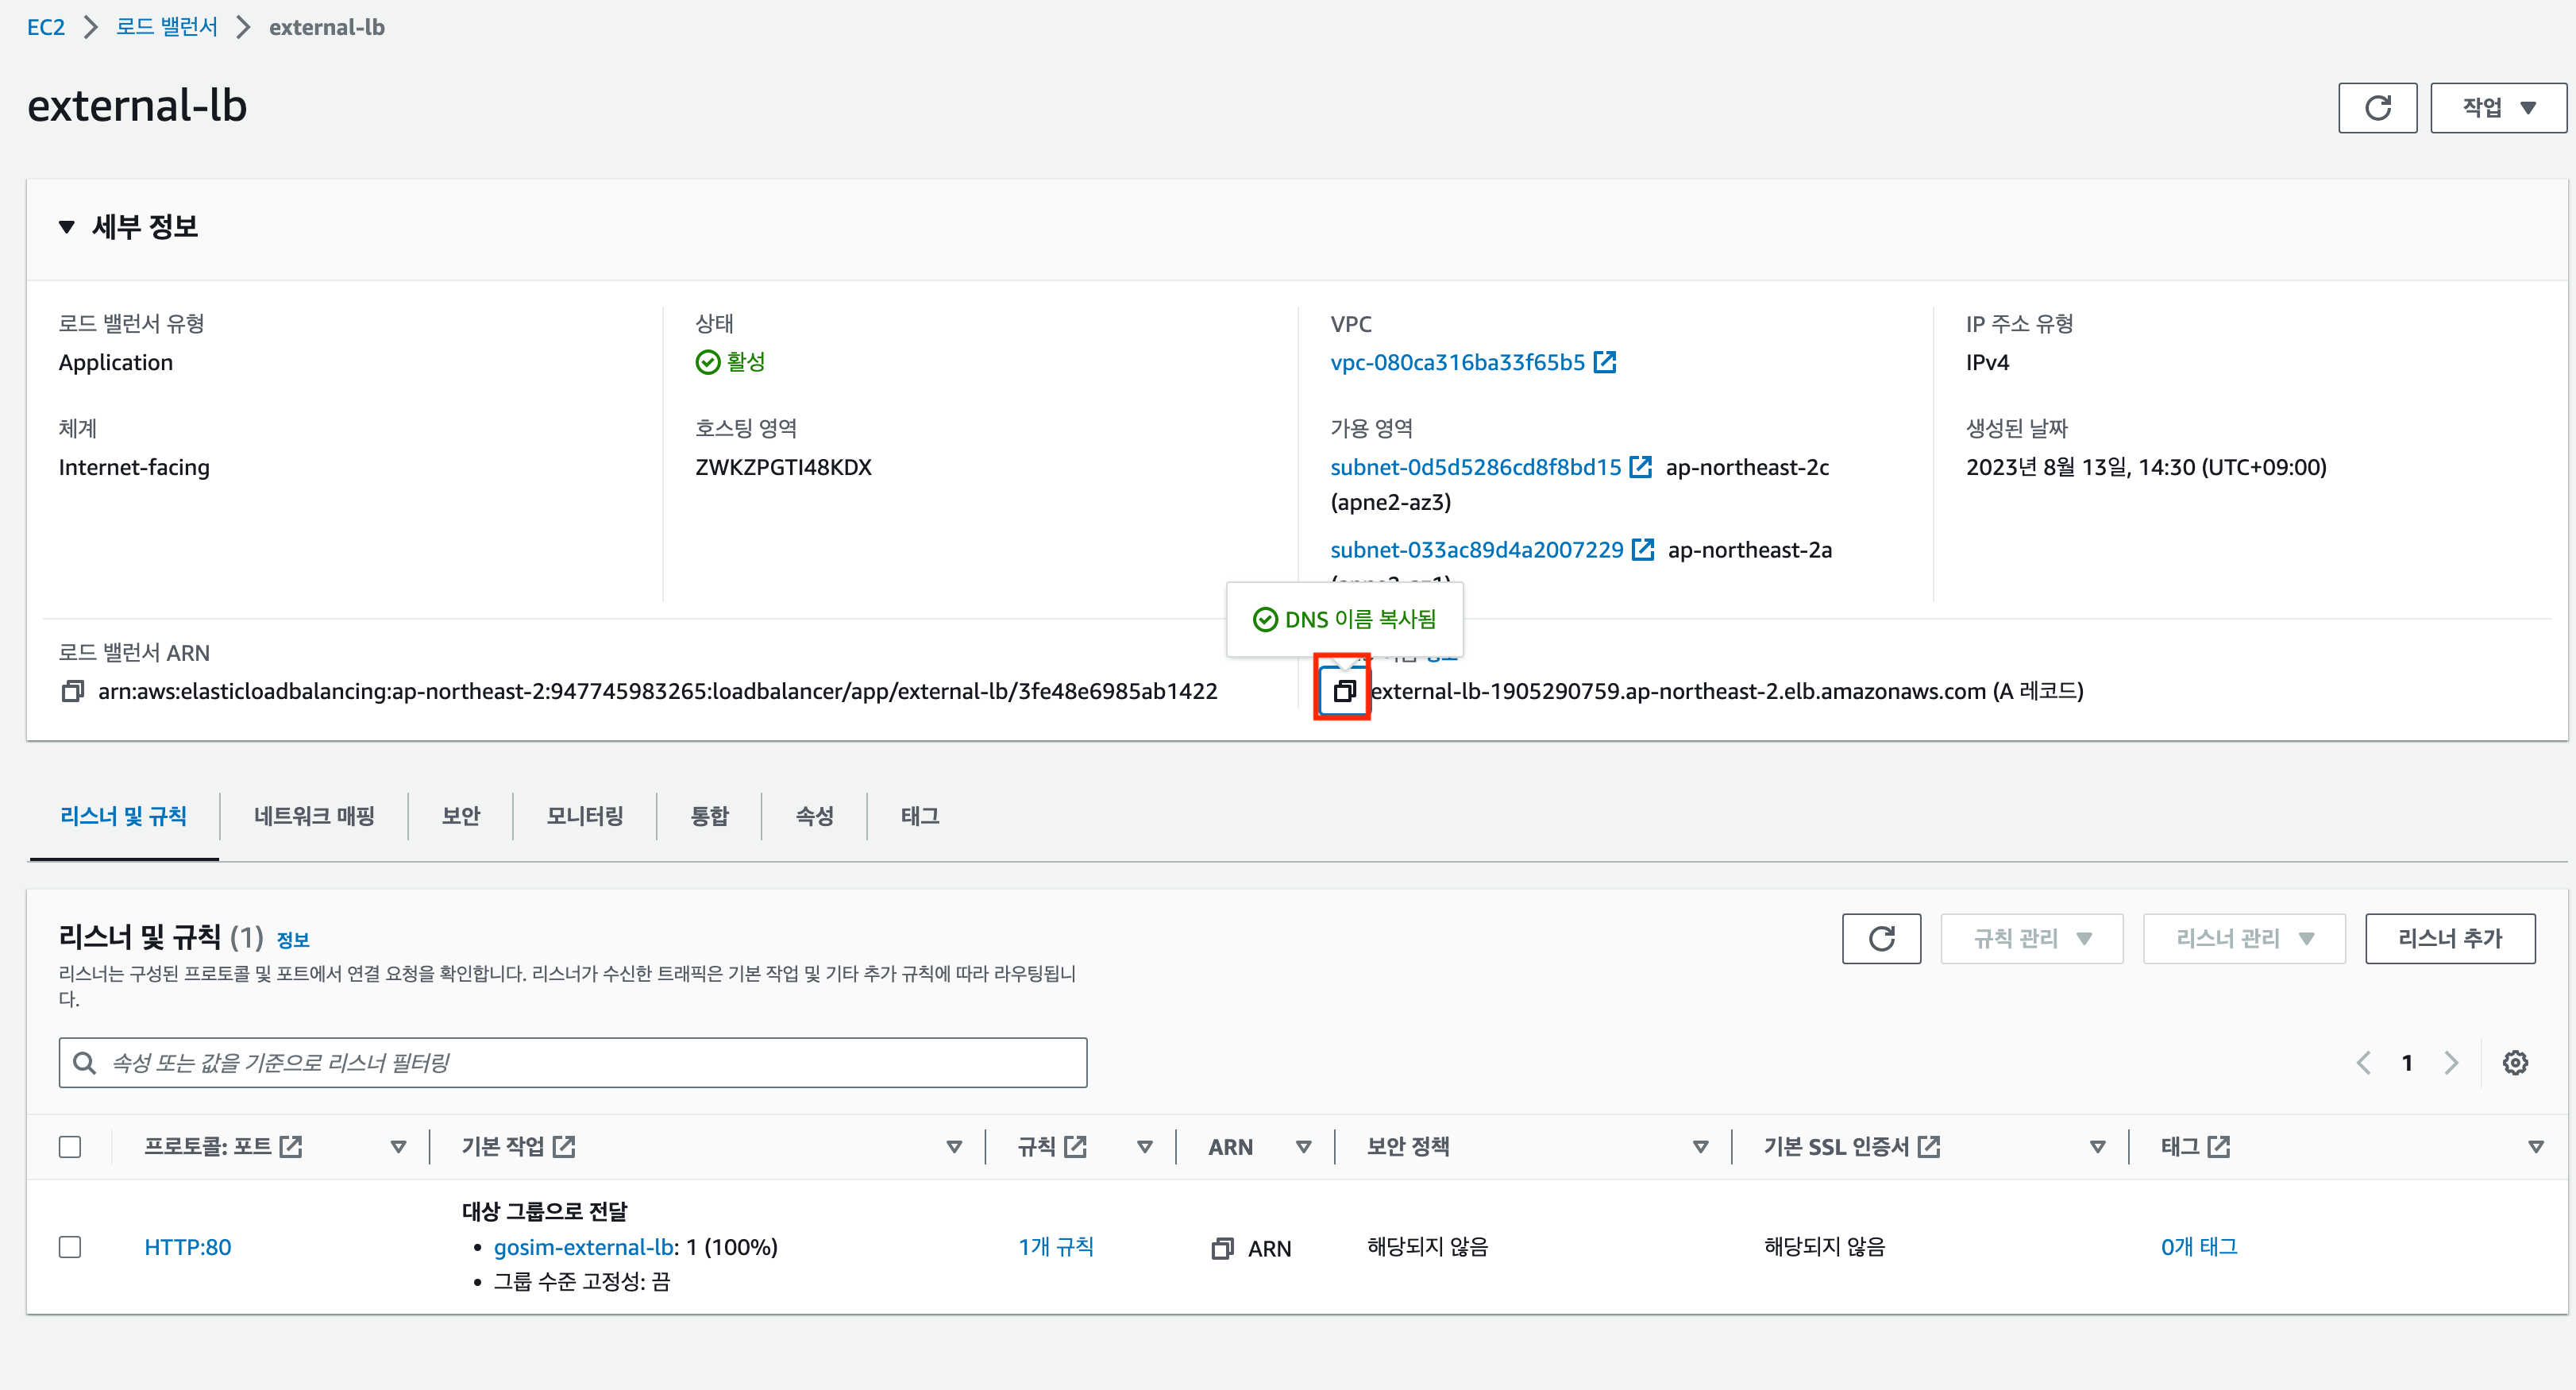 EC2 > 로드 밸런서 > external-lb
external-lb
작업
세부 정보
로드 밸런서 유형
Application
상태
활성
VPC
vpc-080ca316ba33f65b5
IP 주소 유형
IPv4
체계
Internet-facing
호스팅 영역
ZWKZPGTI48KDX
가용 영역
subnet-0d5d5286cd8f8bd15 ap-northeast-2c
(apne2-az3)
subnet-033ac89d4a2007229 ap-northeast-2a
(apne2-az1)
생성된 날짜
2023년 8월 13일, 14:30 (UTC+09:00)
DNS 이름 복사됨
로드 밸런서 ARN
arn:aws:elasticloadbalancing:ap-northeast-2:947745983265:loadbalancer/app/external-lb/3fe48e6985ab1422
external-lb-1905290759.ap-northeast-2.elb.amazonaws.com (A 레코드)
리스너 및 규칙 네트워크 매핑 보안 모니터링 통합 속성 태그
리스너 및 규칙 (1) 정보
리스너는 구성된 프로토콜 및 포트에서 연결 요청을 확인합니다. 리스너가 수신한 트래픽은 기본 작업 및 기타 추가 규칙에 따라 라우팅됩니
다.
규칙 관리 리스너 관리 리스너 추가
속성 또는 값을 기준으로 리스너 필터링
1
프로토콜: 포트 기본 작업 규칙 ARN 보안 정책 기본 SSL 인증서 태그
HTTP:80
대상 그룹으로 전달
• gosim-external-lb: 1 (100%)
• 그룹 수준 고정성: 끔
1개 규칙
ARN
해당되지 않음
해당되지 않음
0개 태그